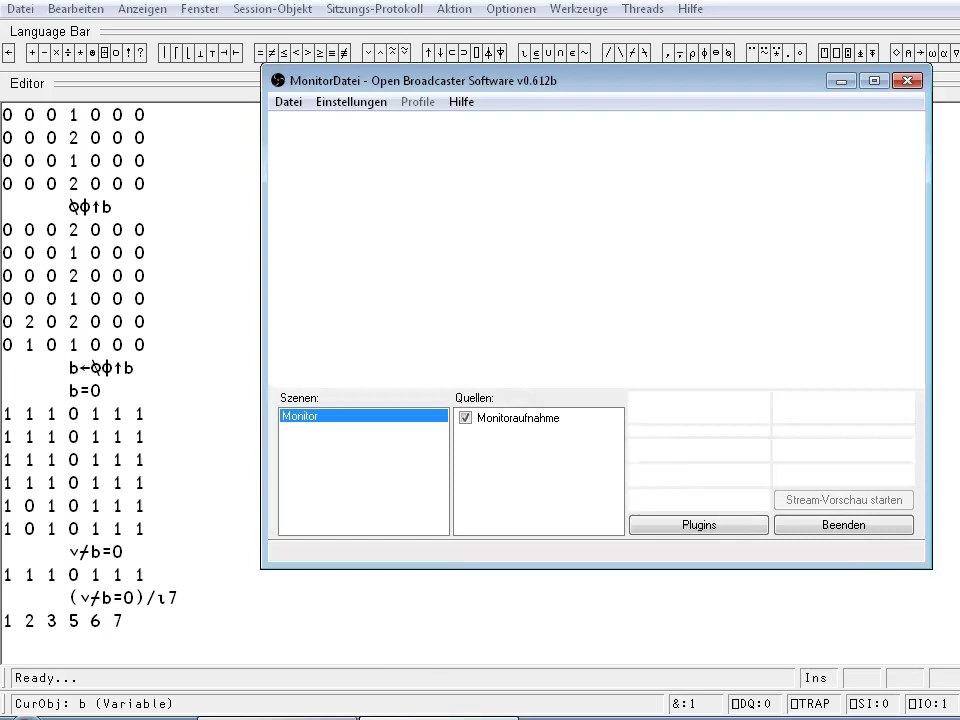 Datei Bearbeiten Anzeigen Fenster Session-Objekt Sitzungs-Protokoll Aktion Optionen Werkzeuge Threads Hilfe
Language Bar
Editor
MonitorDatei - Open Broadcaster Software v0.612b
Datei Einstellungen Profile Hilfe
0 0 0 1 0 0 0
0 0 0 2 0 0 0
0 0 0 1 0 0 0
0 0 0 2 0 0 0
⍉⌽↑b
0 0 0 2 0 0 0
0 0 0 1 0 0 0
0 0 0 2 0 0 0
0 0 0 1 0 0 0
0 2 0 2 0 0 0
0 1 0 1 0 0 0
b←⍉⌽↑b
b=0
1 1 1 0 1 1 1
1 1 1 0 1 1 1
1 1 1 0 1 1 1
1 1 1 0 1 1 1
1 0 1 0 1 1 1
1 0 1 0 1 1 1
∨⌿b=0
1 1 1 0 1 1 1
(∨⌿b=0)/⍳7
1 2 3 5 6 7
Szenen:
Monitor
Quellen:
Monitoraufnahme
Stream-Vorschau starten
Plugins
Beenden
Ready...
Ins
CurObj: b (Variable)
&:1
⎕DQ:0
⎕TRAP
⎕SI:0
⎕IO:1